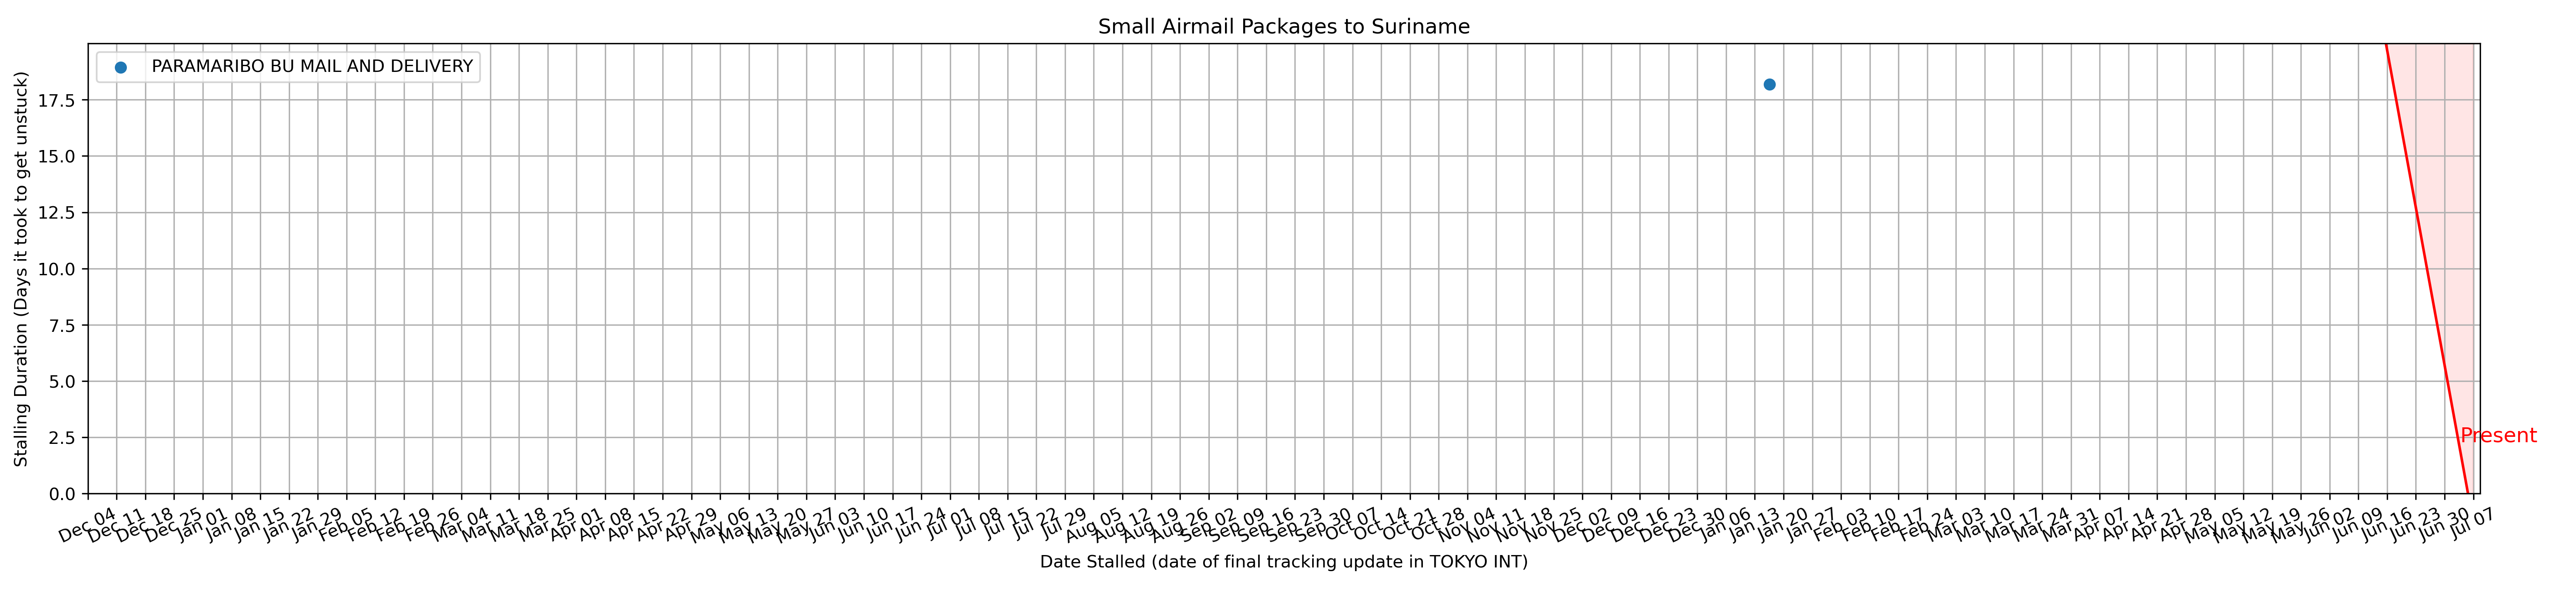 Small Airmail Packages to Suriname
PARAMARIBO BU MAIL AND DELIVERY
Stalling Duration (Days it took to get unstuck)
17.5
15.0
12.5
10.0
7.5
5.0
2.5
0.0
Present
Dec 04 Dec 11 Dec 18 Dec 25 Jan 01 Jan 08 Jan 15 Jan 22 Jan 29 Feb 05 Feb 12 Feb 19 Feb 26 Mar 04 Mar 11 Mar 18 Mar 25 Apr 01 Apr 08 Apr 15 Apr 22 Apr 29 May 06 May 13 May 20 May 27 Jun 03 Jun 10 Jun 17 Jun 24 Jul 01 Jul 08 Jul 15 Jul 22 Jul 29 Aug 05 Aug 12 Aug 19 Aug 26 Sep 02 Sep 09 Sep 16 Sep 23 Sep 30 Oct 07 Oct 14 Oct 21 Oct 28 Nov 04 Nov 11 Nov 18 Nov 25 Dec 02 Dec 09 Dec 16 Dec 23 Dec 30 Jan 06 Jan 13 Jan 20 Jan 27 Feb 03 Feb 10 Feb 17 Feb 24 Mar 03 Mar 10 Mar 17 Mar 24 Mar 31 Apr 07 Apr 14 Apr 21 Apr 28 May 05 May 12 May 19 May 26 Jun 02 Jun 09 Jun 16 Jun 23 Jun 30 Jul 07
Date Stalled (date of final tracking update in TOKYO INT)